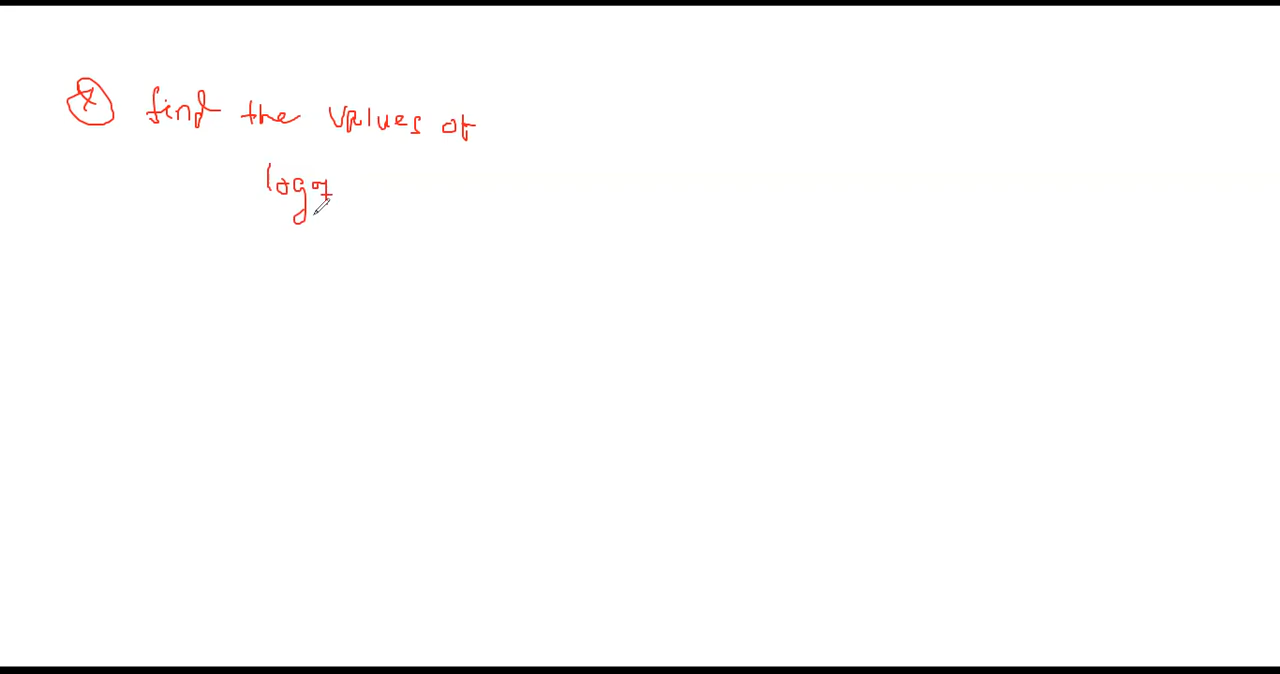 find the values of
log